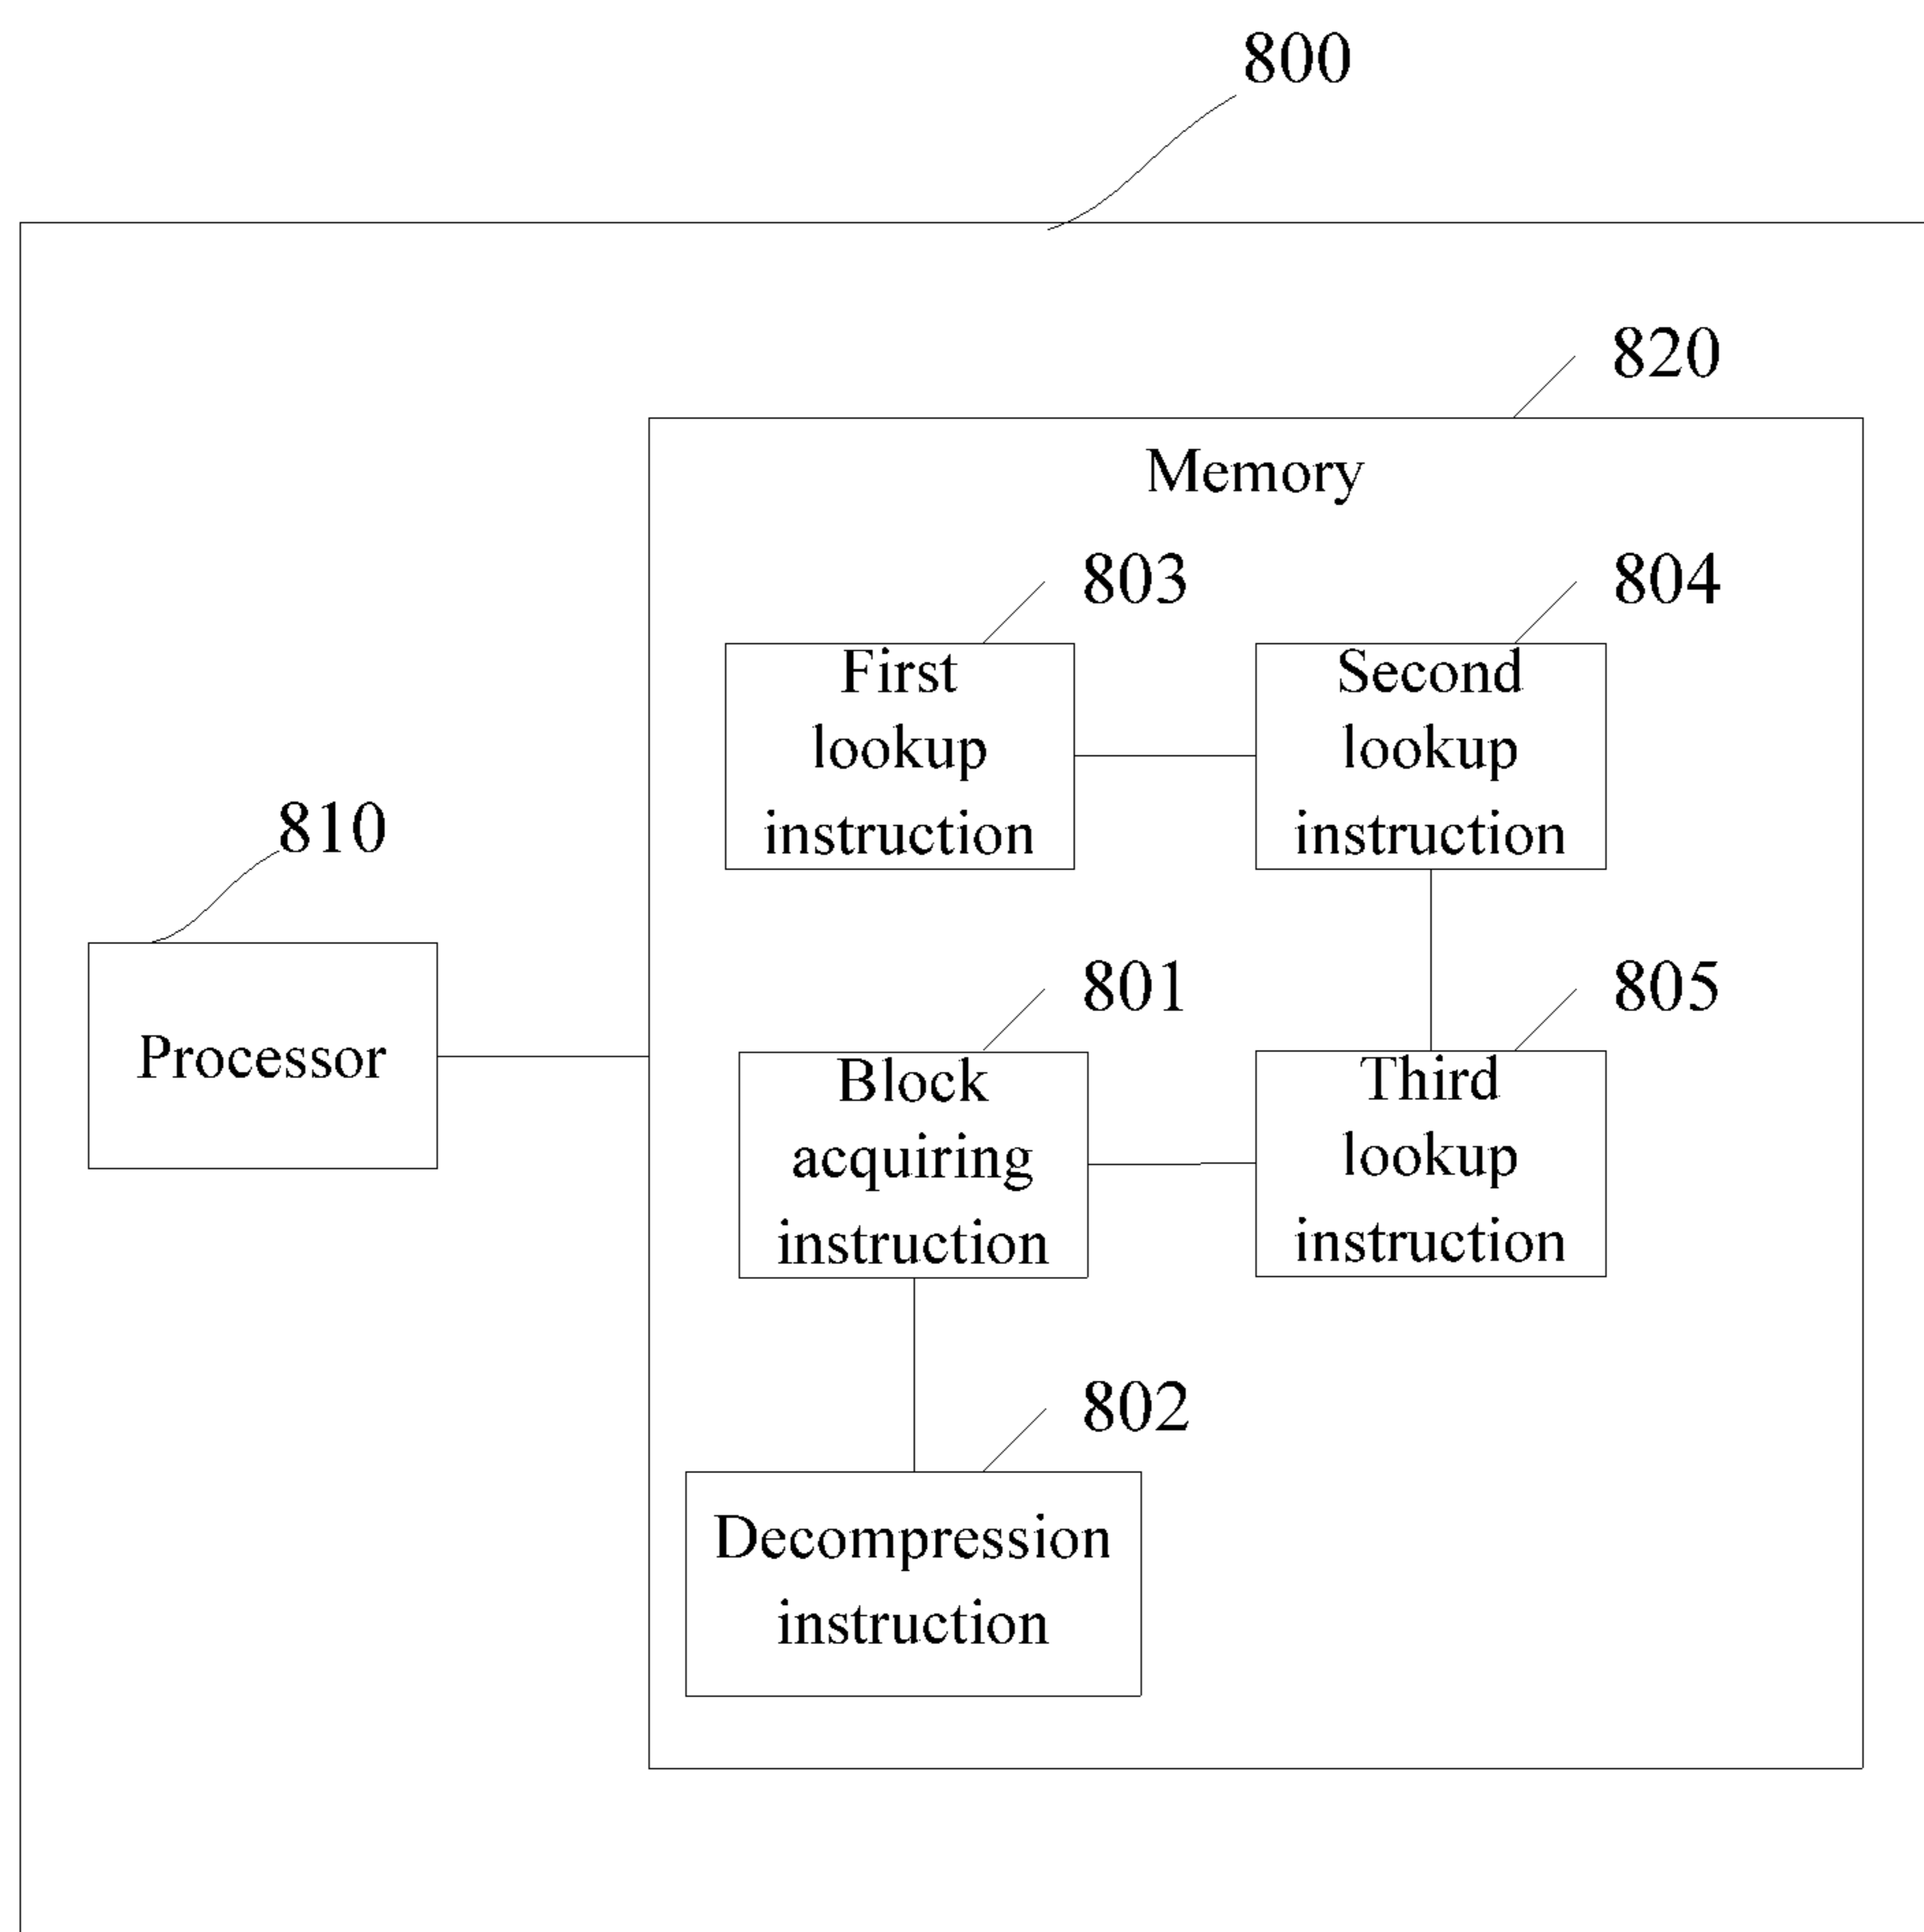 800
820
Memory
803
804
First
lookup
instruction
Second
lookup
instruction
810
Processor
801
805
Block
acquiring
instruction
Third
lookup
instruction
802
Decompression
instruction